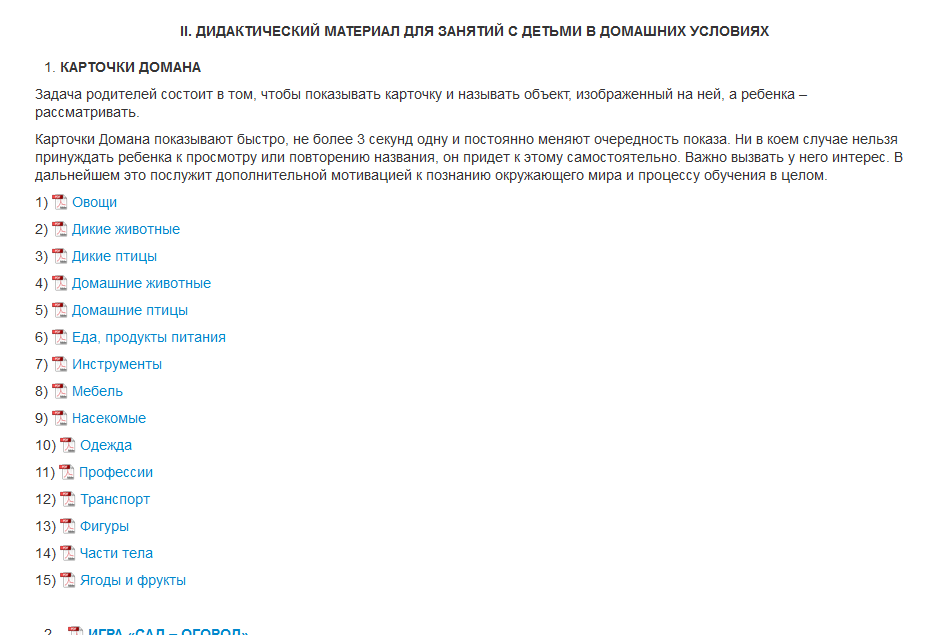 II. ДИДАКТИЧЕСКИЙ МАТЕРИАЛ ДЛЯ ЗАНЯТИЙ С ДЕТЬМИ В ДОМАШНИХ УСЛОВИЯХ
1. КАРТОЧКИ ДОМАНА
Задача родителей состоит в том, чтобы показывать карточку и называть объект, изображенный на ней, а ребенка –
рассматривать.
Карточки Домана показывают быстро, не более 3 секунд одну и постоянно меняют очередность показа. Ни в коем случае нельзя
принуждать ребенка к просмотру или повторению названия, он придет к этому самостоятельно. Важно вызвать у него интерес. В
дальнейшем это послужит дополнительной мотивацией к познанию окружающего мира и процессу обучения в целом.
1) Овощи
2) Дикие животные
3) Дикие птицы
4) Домашние животные
5) Домашние птицы
6) Еда, продукты питания
7) Инструменты
8) Мебель
9) Насекомые
10) Одежда
11) Профессии
12) Транспорт
13) Фигуры
14) Части тела
15) Ягоды и фрукты
2. ИГРА «САД – ОГОРОД»